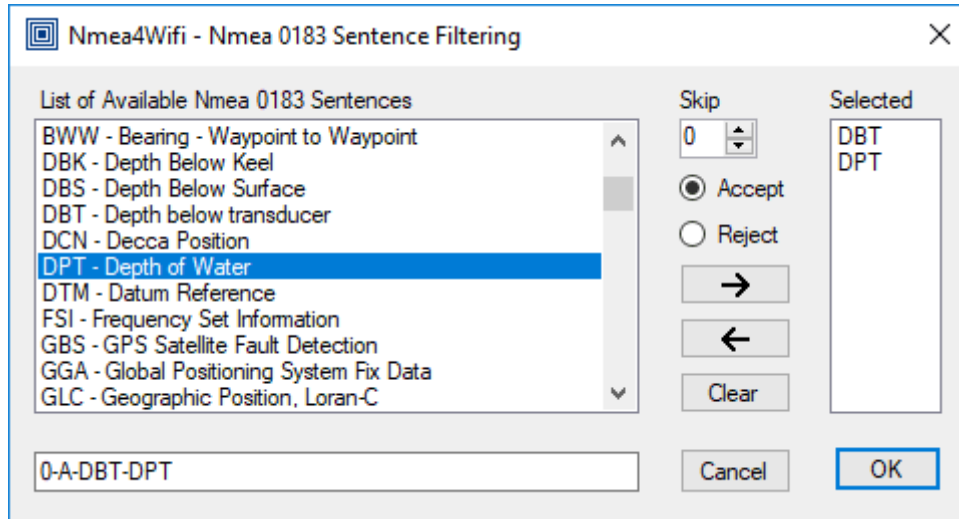 Nmea4Wifi - Nmea 0183 Sentence Filtering
List of Available Nmea 0183 Sentences
BWW - Bearing - Waypoint to Waypoint
DBK - Depth Below Keel
DBS - Depth Below Surface
DBT - Depth below transducer
DCN - Decca Position
DPT - Depth of Water
DTM - Datum Reference
FSI - Frequency Set Information
GBS - GPS Satellite Fault Detection
GGA - Global Positioning System Fix Data
GLC - Geographic Position, Loran-C
0-A-DBT-DPT
Skip
0
Accept
Reject
Clear
Cancel
Selected
DBT
DPT
OK